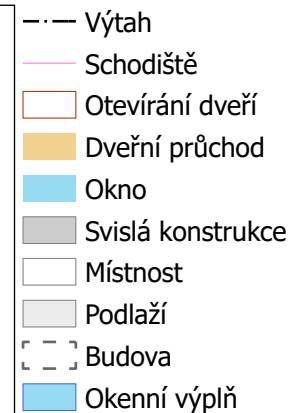 Výtah
Schodiště
Otevírání dveří
Dveřní průchod
Okno
Svislá konstrukce
Místnost
Podlaží
Budova
Okenní výplň